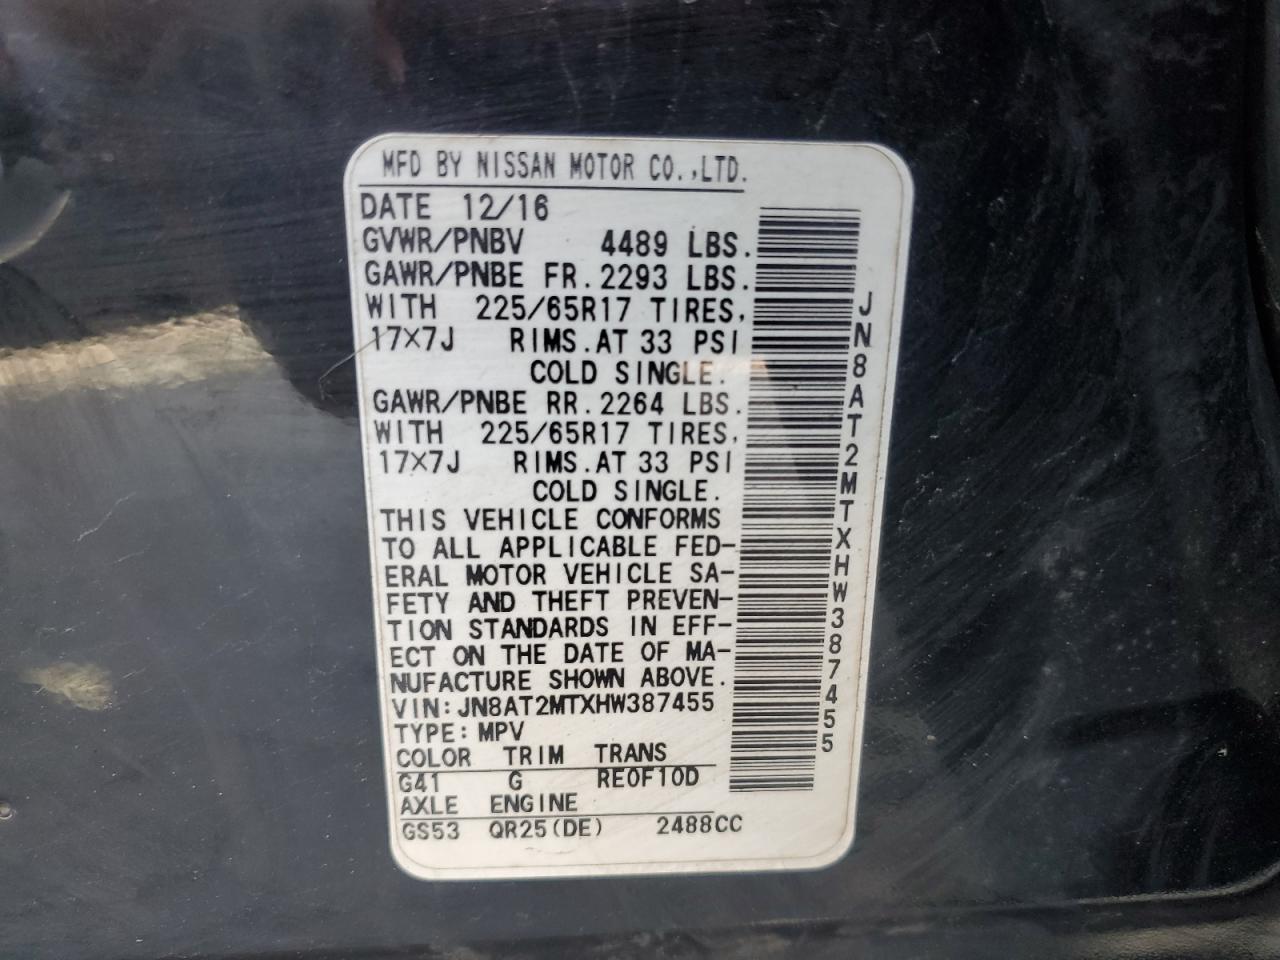 MFD BY NISSAN MOTOR CO.,LTD.
DATE 12/16
GVWR/PNBV 4489 LBS.
GAWR/PNBE FR. 2293 LBS.
WITH 225/65R17 TIRES,
17×7J RIMS. AT 33 PSI
COLD SINGLE.
GAWR/PNBE RR. 2264 LBS.
WITH 225/65R17 TIRES,
17×7J RIMS. AT 33 PSI
COLD SINGLE.
THIS VEHICLE CONFORMS
TO ALL APPLICABLE FED-
ERAL MOTOR VEHICLE SA-
FETY AND THEFT PREVEN-
TION STANDARDS IN EFF-
ECT ON THE DATE OF MA-
NUFACTURE SHOWN ABOVE.
VIN: JN8AT2MTXHW387455
TYPE: MPV
COLOR TRIM TRANS
G41 G RE0F10D
AXLE ENGINE
GS53 QR25(DE) 2488CC
JN8AT2MTXHW387455